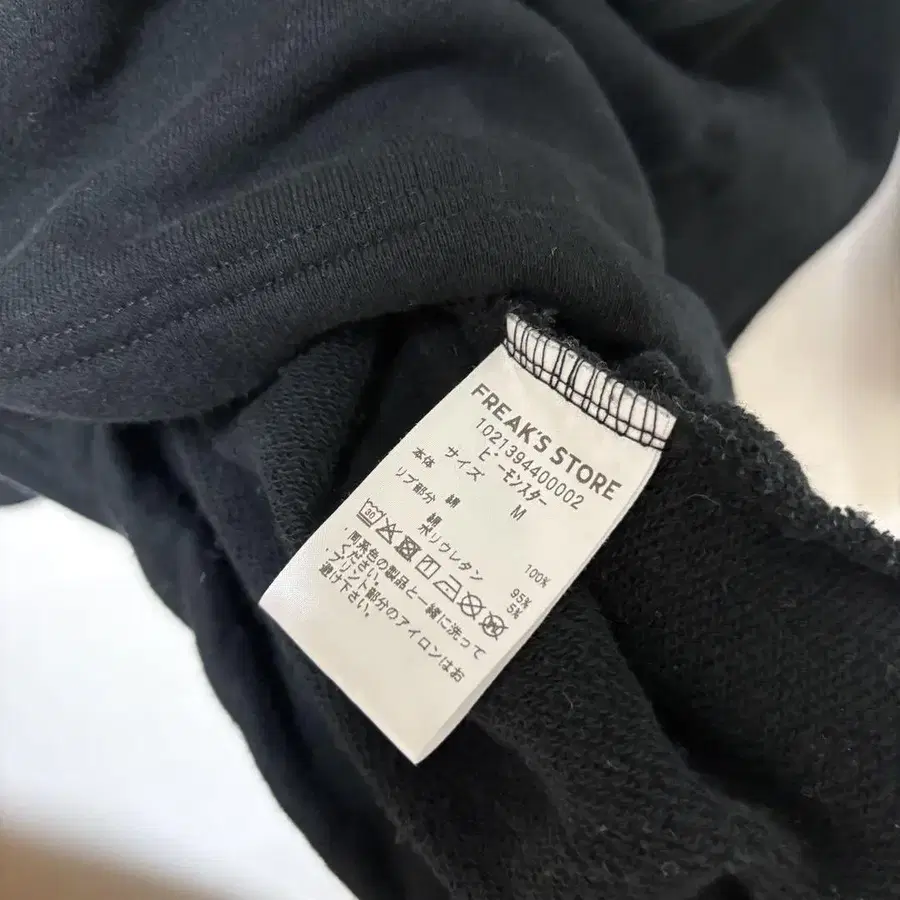 FREAK'S STORE
1021394400002
ピーモンスター
サイズ M
本体 綿 100%
リブ部分 綿 95%
ポリウレタン 5%
30
同系色の製品と一緒に洗って
ください。
プリント部分のアイロンはお
避け下さい。